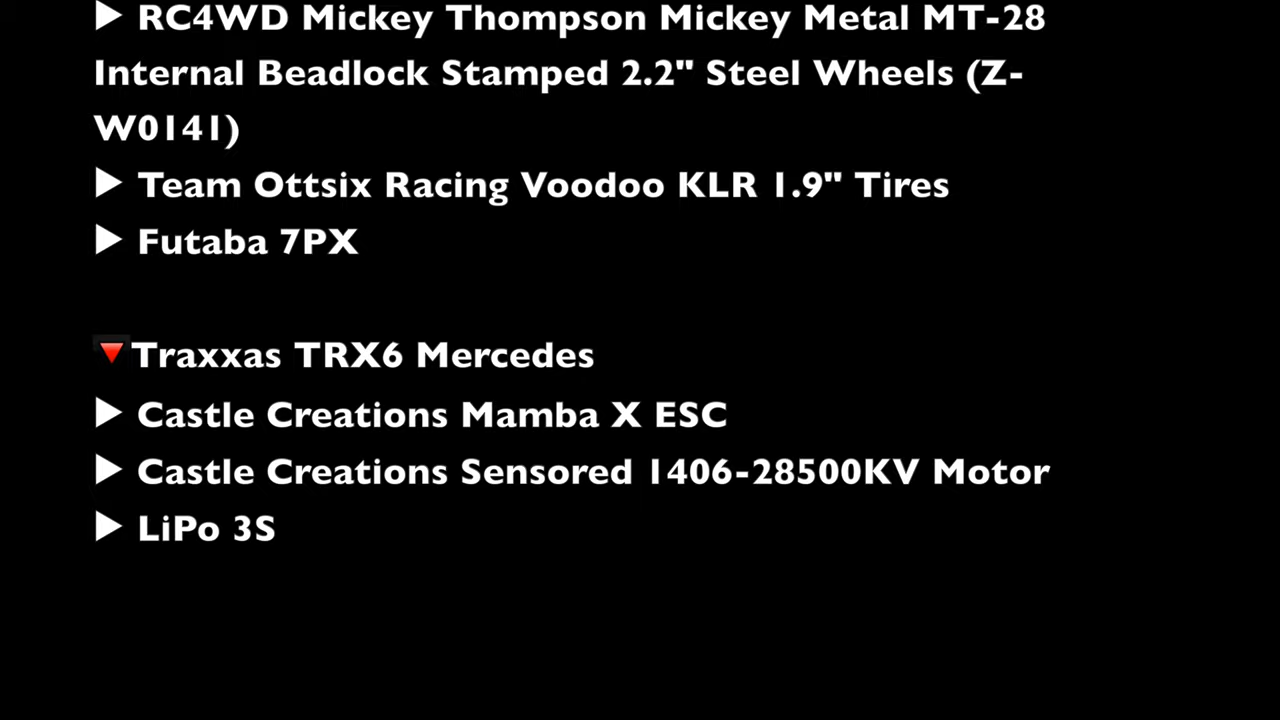 ▶ RC4WD Mickey Thompson Mickey Metal MT-28
Internal Beadlock Stamped 2.2" Steel Wheels (Z-
W0141)
▶ Team Ottsix Racing Voodoo KLR 1.9" Tires
▶ Futaba 7PX
🔻Traxxas TRX6 Mercedes
▶ Castle Creations Mamba X ESC
▶ Castle Creations Sensored 1406-28500KV Motor
▶ LiPo 3S